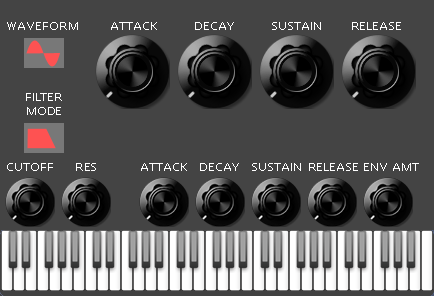 WAVEFORM ATTACK DECAY SUSTAIN RELEASE
FILTER
MODE
CUTOFF RES ATTACK DECAY SUSTAIN RELEASE ENV AMT